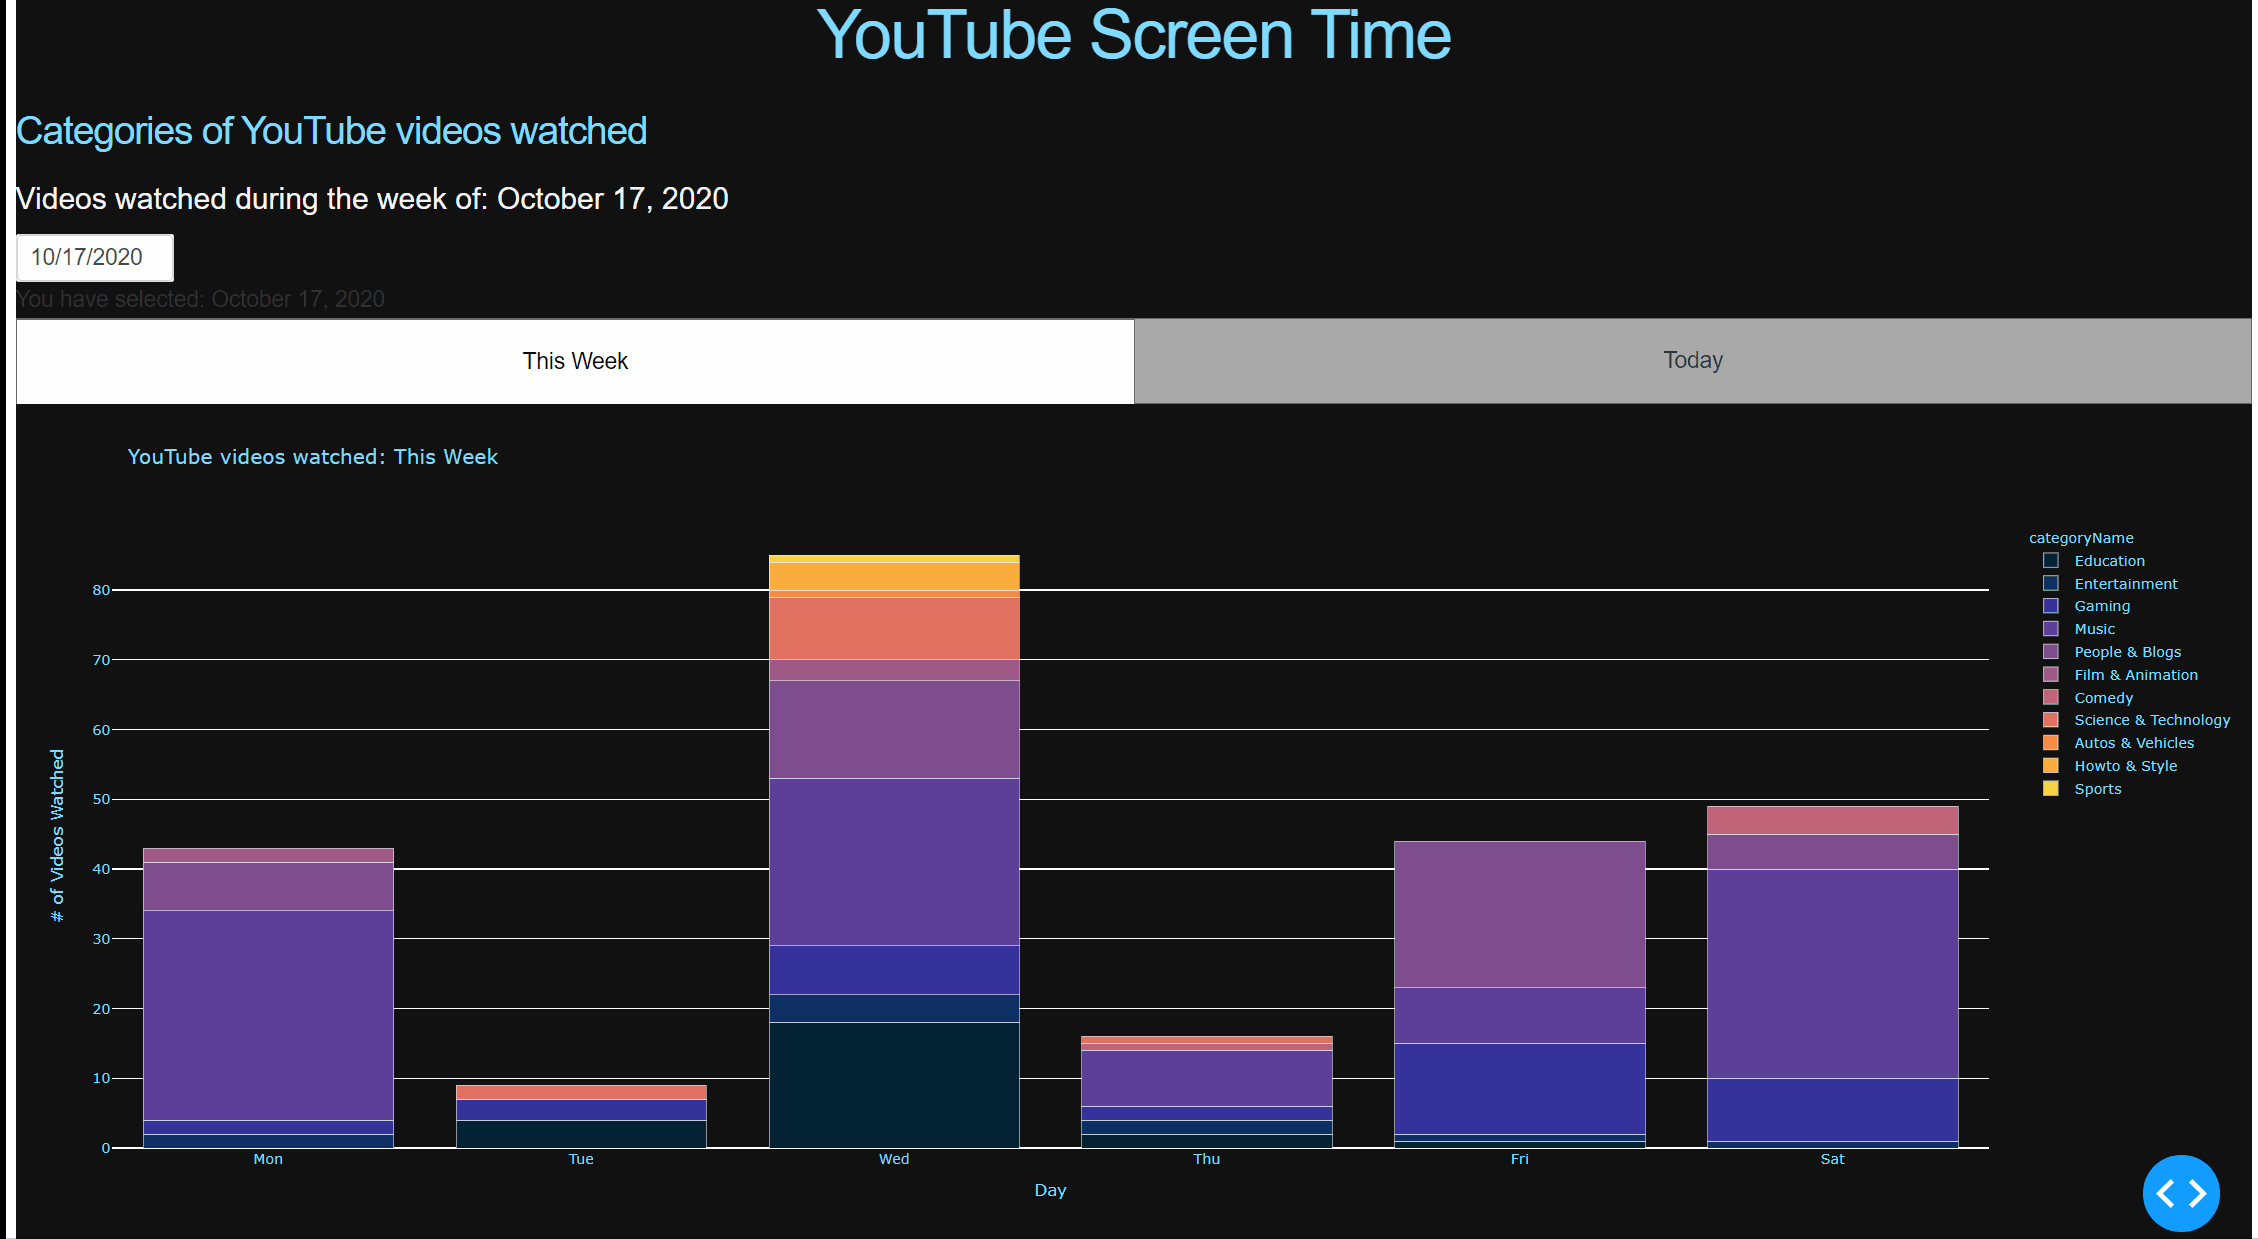 YouTube Screen Time
Categories of YouTube videos watched
Videos watched during the week of: October 17, 2020
10/17/2020
You have selected: October 17, 2020
This Week
Today
YouTube videos watched: This Week
categoryName
Education
Entertainment
Gaming
Music
People & Blogs
Film & Animation
Comedy
Science & Technology
Autos & Vehicles
Howto & Style
Sports
# of Videos Watched
80
70
60
50
40
30
20
10
0
Mon Tue Wed Thu Fri Sat
Day